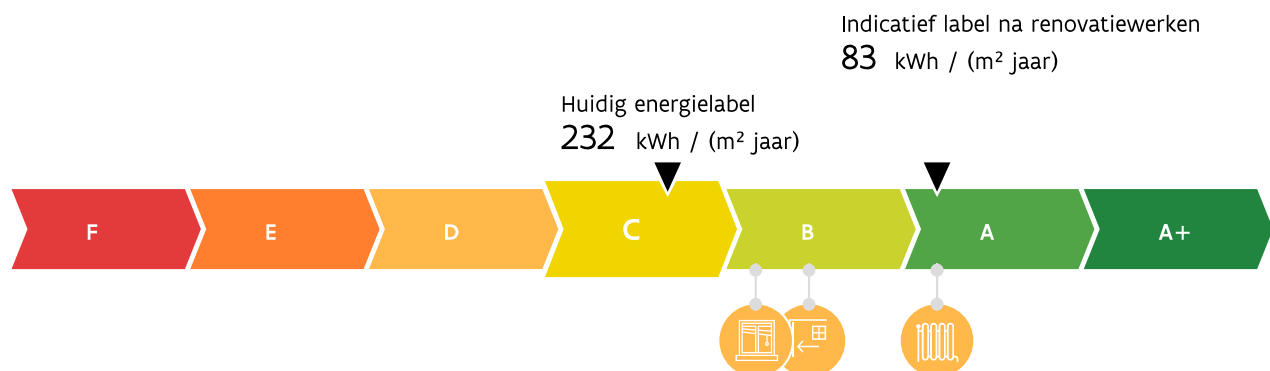 Indicatief label na renovatiewerken
83 kWh / (m² jaar)
Huidig energielabel
232 kWh / (m² jaar)
F E D C B A A+